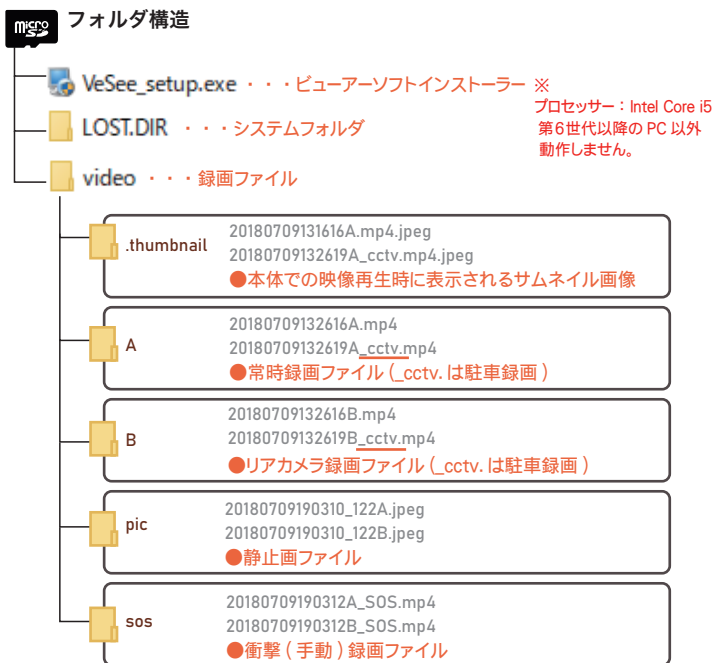 micro
フォルダ構造
VeSee_setup.exe ・・・ビューアーソフトインストーラー ※
プロセッサー：Intel Core i5
第6世代以降の PC 以外
動作しません。
LOST.DIR ・・・システムフォルダ
video ・・・録画ファイル
.thumbnail
20180709131616A.mp4.jpeg
20180709132619A_cctv.mp4.jpeg
●本体での映像再生時に表示されるサムネイル画像
A
20180709132616A.mp4
20180709132619A_cctv.mp4
●常時録画ファイル (_cctv. は駐車録画 )
B
20180709132616B.mp4
20180709132619B_cctv.mp4
●リアカメラ録画ファイル (_cctv. は駐車録画 )
pic
20180709190310_122A.jpeg
20180709190310_122B.jpeg
●静止画ファイル
sos
20180709190312A_SOS.mp4
20180709190312B_SOS.mp4
●衝撃 ( 手動 ) 録画ファイル